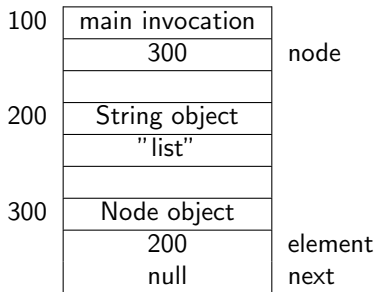 100 main invocation
300 node
200 String object
"list"
300 Node object
200 element
null next